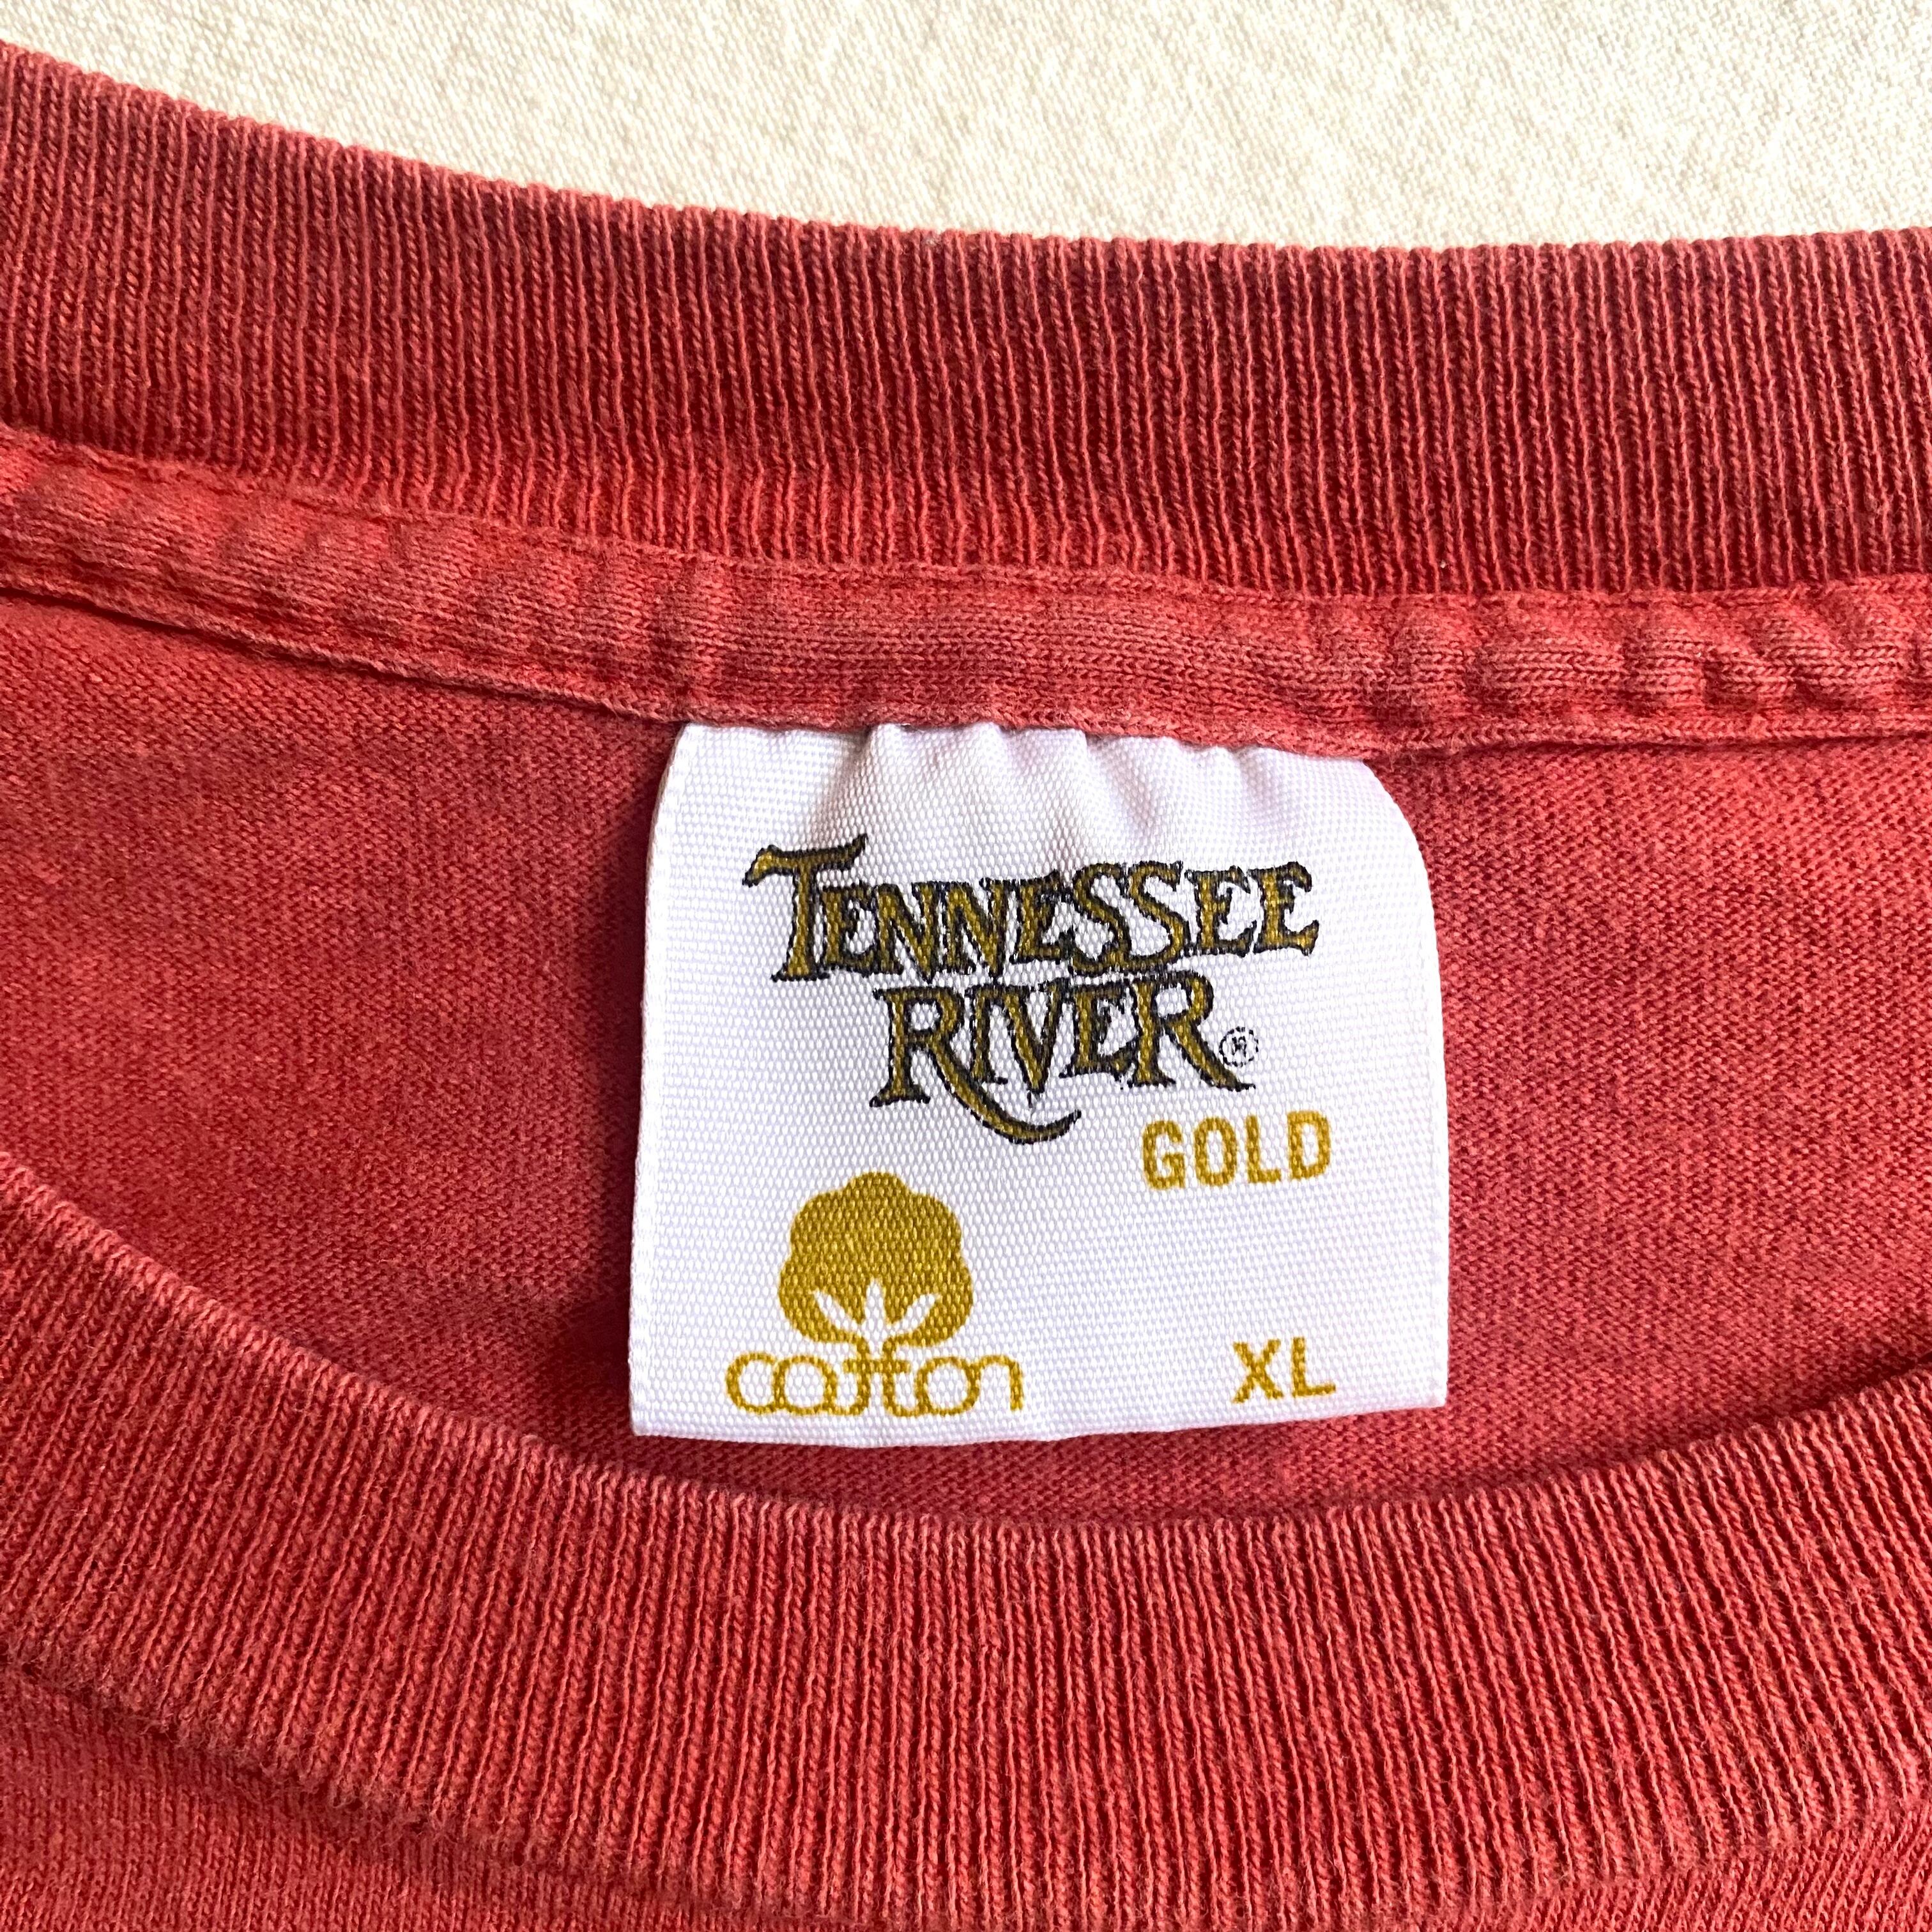 TENNESSEE
RIVER®
GOLD
cotton
XL